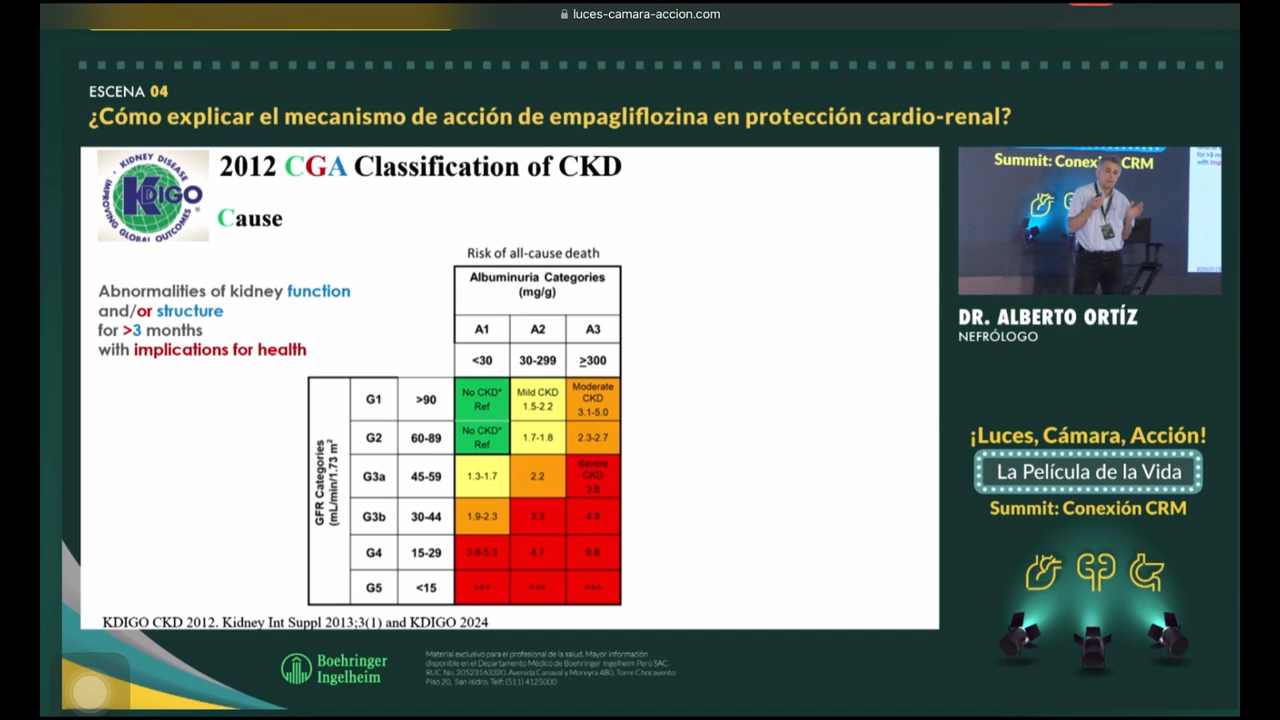 luces-camara-accion.com
ESCENA 04
¿Cómo explicar el mecanismo de acción de empagliflozina en protección cardio-renal?
KIDNEY DISEASE
KDIGO
IMPROVING GLOBAL OUTCOMES
2012 CGA Classification of CKD
Cause
Abnormalities of kidney function
and/or structure
for >3 months
with implications for health
Risk of all-cause death
Albuminuria Categories
(mg/g)
A1 A2 A3
<30 30-299 ≥300
GFR Categories
(mL/min/1.73 m²
G1 >90 No CKD* Ref Mild CKD 1.5-2.2 Moderate CKD 3.1-5.0
G2 60-89 No CKD* Ref 1.7-1.8 2.3-2.7
G3a 45-59 1.3-1.7 2.2 Severe CKD
G3b 30-44 1.9-2.3 3.3 4.9
G4 15-29 4.7
G5 <15 *** *** ***
KDIGO CKD 2012. Kidney Int Suppl 2013;3(1) and KDIGO 2024
Summit: Conexión CRM
DR. ALBERTO ORTÍZ
NEFRÓLOGO
¡Luces, Cámara, Acción!
La Película de la Vida
Summit: Conexión CRM
Boehringer
Ingelheim
Material exclusivo para el profesional de la salud. Mayor información
disponible en el Departamento Médico de Boehringer Ingelheim Perú SAC.
RUC No. 20523163320. Avenida Canaval y Moreyra 480, Torre Chocavento
Piso 20, San Isidro. Telf: (511) 4125000